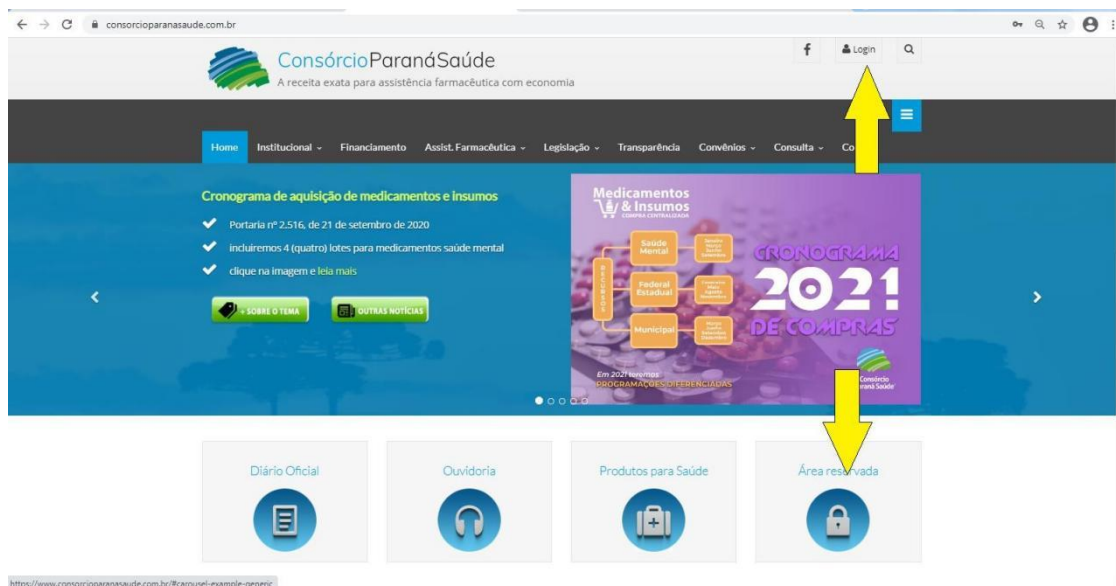 consorcioparanasaude.com.br
ConsórcioParanáSaúde
A receita exata para assistência farmacêutica com economia
f Login
Home Institucional Financiamento Assist. Farmacêutica Legislação Transparência Convênios Consulta Co
Cronograma de aquisição de medicamentos e insumos
Portaria nº 2.516, de 21 de setembro de 2020
incluiremos 4 (quatro) lotes para medicamentos saúde mental
clique na imagem e leia mais
+ SOBRE O TEMA OUTRAS NOTÍCIAS
Medicamentos
& Insumos
COMPRA CENTRALIZADA
RECURSOS
Saúde
Mental
Federal
Estadual
Municipal
CRONOGRAMA
2021
DE COMPRAS
Em 2021 teremos
PROGRAMAÇÕES DIFERENCIADAS
Consórcio
Paraná Saúde
Diário Oficial Ouvidoria Produtos para Saúde Área reservada
https://www.consorcioparanasaude.com.br/#carousel-example-generic